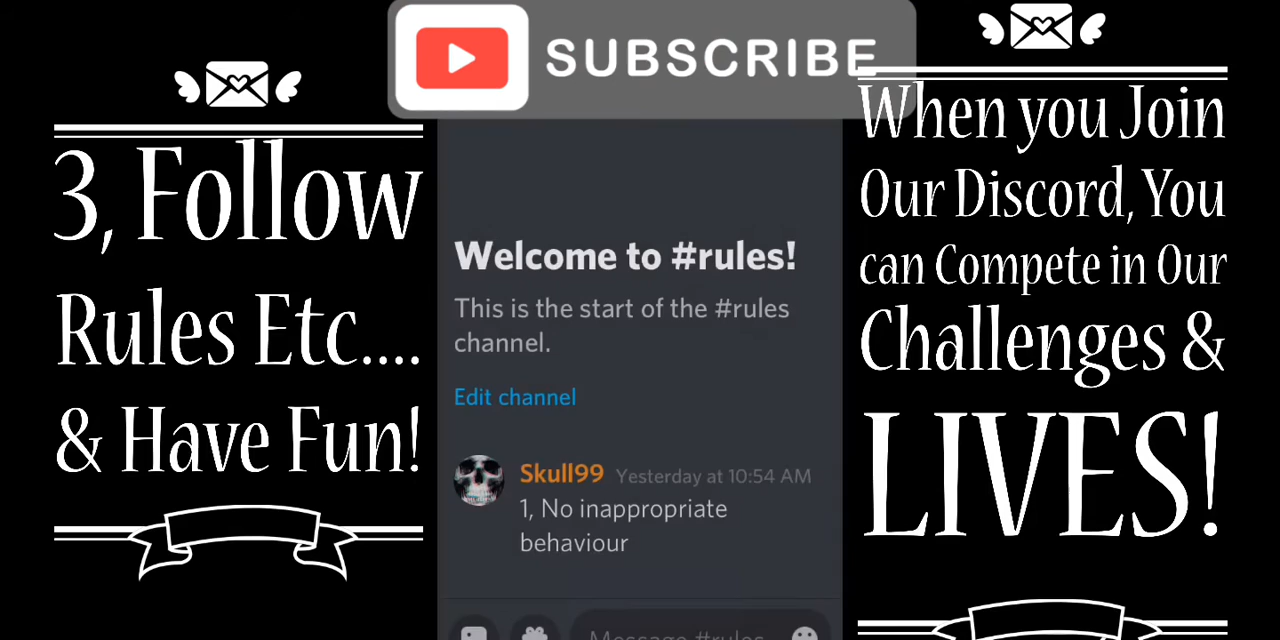 SUBSCRIBE
3, Follow
Rules Etc....
& Have Fun!
Welcome to #rules!
This is the start of the #rules
channel.
Edit channel
Skull99 Yesterday at 10:54 AM
1, No inappropriate
behaviour
Message #rules
When you Join
Our Discord, You
can Compete in Our
Challenges &
LIVES!